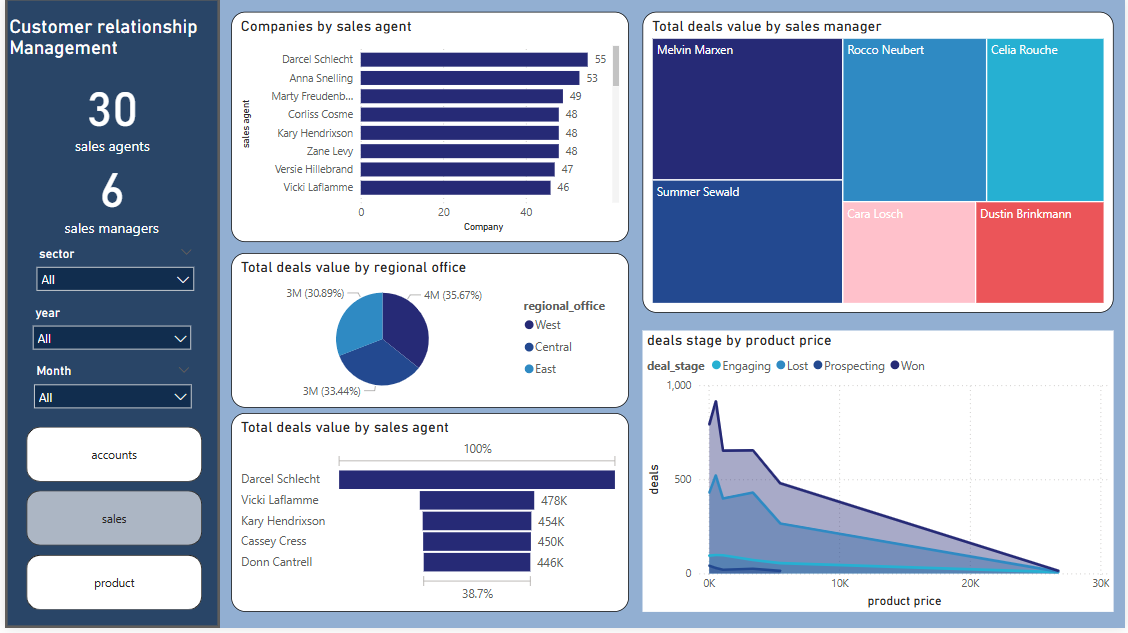 Customer relationship
Management
30
sales agents
6
sales managers
sector
All
year
All
Month
All
accounts
sales
product
Companies by sales agent
sales agent
Darcel Schlecht 55
Anna Snelling 53
Marty Freudenb... 49
Corliss Cosme 48
Kary Hendrixson 48
Zane Levy 48
Versie Hillebrand 47
Vicki Laflamme 46
0 20 40
Company
Total deals value by regional office
3M (30.89%)
4M (35.67%)
3M (33.44%)
regional_office
West
Central
East
Total deals value by sales agent
100%
Darcel Schlecht
Vicki Laflamme 478K
Kary Hendrixson 454K
Cassey Cress 450K
Donn Cantrell 446K
38.7%
Total deals value by sales manager
Melvin Marxen
Rocco Neubert
Celia Rouche
Summer Sewald
Cara Losch
Dustin Brinkmann
deals stage by product price
deal_stage Engaging Lost Prospecting Won
deals
1,000
500
0
0K 10K 20K 30K
product price